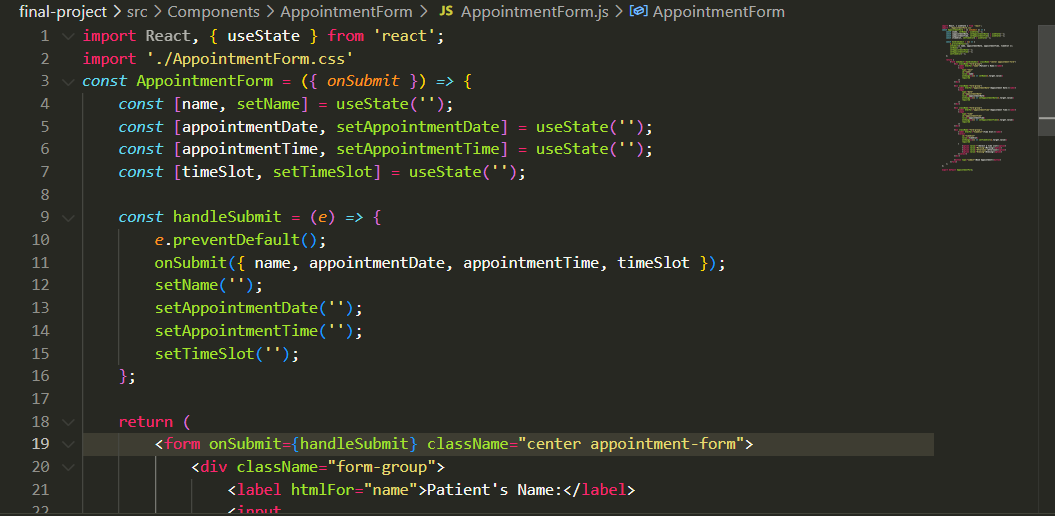 final-project > src > Components > AppointmentForm > JS AppointmentForm.js > AppointmentForm
1 import React, { useState } from 'react';
2 import './AppointmentForm.css'
3 const AppointmentForm = ({ onSubmit }) => {
4 const [name, setName] = useState('');
5 const [appointmentDate, setAppointmentDate] = useState('');
6 const [appointmentTime, setAppointmentTime] = useState('');
7 const [timeSlot, setTimeSlot] = useState('');
8
9 const handleSubmit = (e) => {
10 e.preventDefault();
11 onSubmit({ name, appointmentDate, appointmentTime, timeSlot });
12 setName('');
13 setAppointmentDate('');
14 setAppointmentTime('');
15 setTimeSlot('');
16 };
17
18 return (
19 <form onSubmit={handleSubmit} className="center appointment-form">
20 <div className="form-group">
21 <label htmlFor="name">Patient's Name:</label>
22 <input